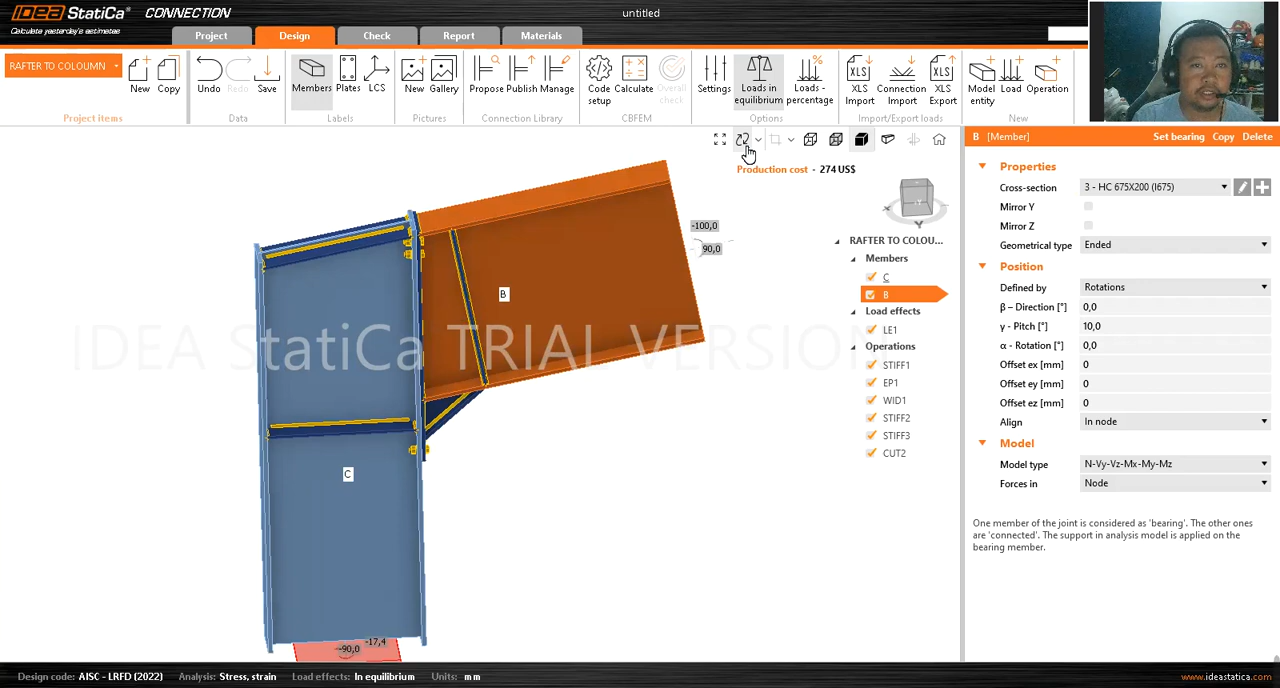 IDEA StatiCa® CONNECTION
Calculate yesterday's estimates
untitled
Project Design Check Report Materials
RAFTER TO COLOUMN
New Copy
Undo Redo Save
Members Plates LCS
New Gallery
Propose Publish Manage
Code setup Calculate Overall check
Settings Loads in equilibrium Loads - percentage
XLS Import Connection Import XLS Export
Model entity Load Operation
Project items Data Labels Pictures Connection Library CBFEM Options Import/Export loads New
Production cost - 274 US$
RAFTER TO COLOU...
Members
C
B
Load effects
LE1
Operations
STIFF1
EP1
WID1
STIFF2
STIFF3
CUT2
-100,0
90,0
B
C
-17,4
-90,0
IDEA StatiCa TRIAL VERSION
B [Member] Set bearing Copy Delete
Properties
Cross-section 3 - HC 675X200 (I675)
Mirror Y
Mirror Z
Geometrical type Ended
Position
Defined by Rotations
β – Direction [°] 0,0
γ - Pitch [°] 10,0
α - Rotation [°] 0,0
Offset ex [mm] 0
Offset ey [mm] 0
Offset ez [mm] 0
Align In node
Model
Model type N-Vy-Vz-Mx-My-Mz
Forces in Node
One member of the joint is considered as 'bearing'. The other ones
are 'connected'. The support in analysis model is applied on the
bearing member.
Design code: AISC - LRFD (2022) Analysis: Stress, strain Load effects: In equilibrium Units: mm
www.ideastatica.com